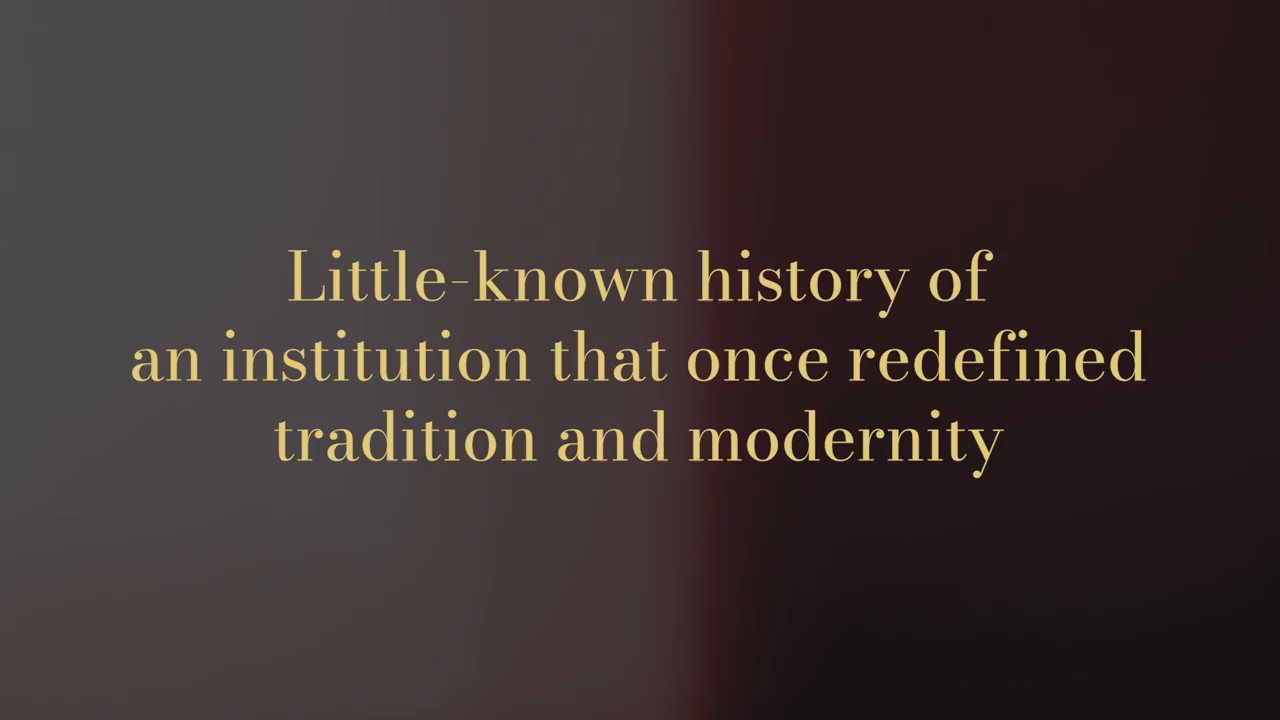 Little-known history of
an institution that once redefined
tradition and modernity